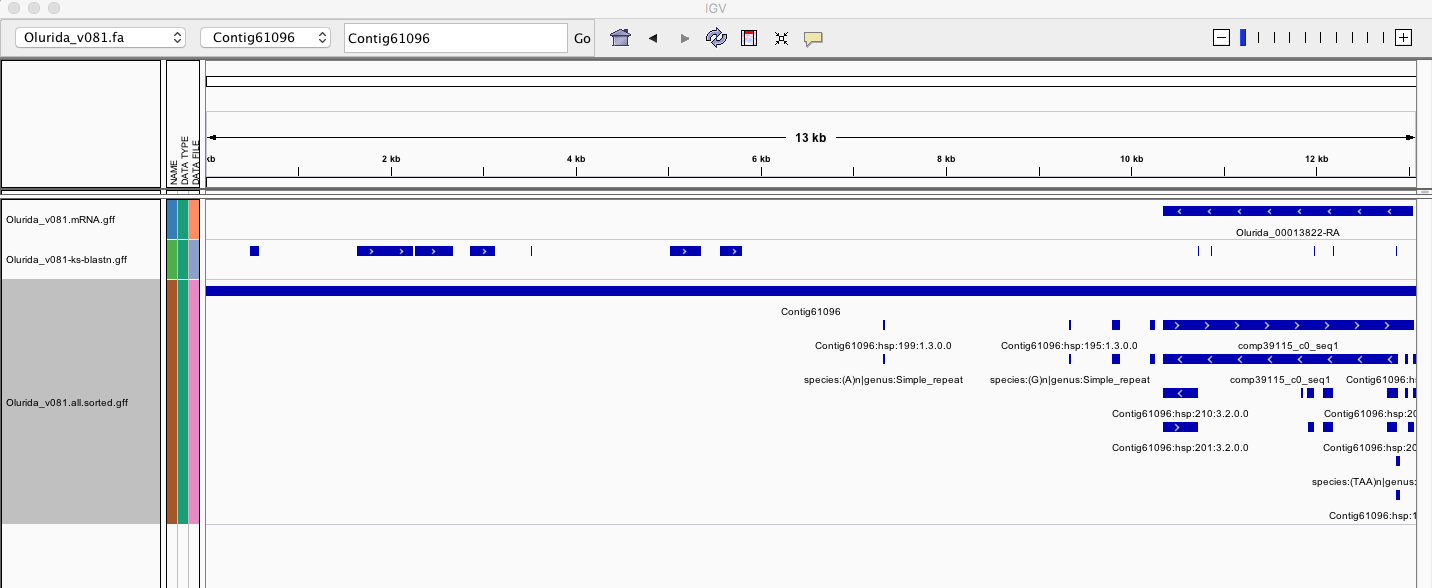 IGV
Olurida_v081.fa Contig61096 Contig61096 Go
NAME
DATA TYPE
DATA FILE
13 kb
kb 2 kb 4 kb 6 kb 8 kb 10 kb 12 kb
Olurida_v081.mRNA.gff
Olurida_00013822-RA
Olurida_v081-ks-blastn.gff
Contig61096
Contig61096:hsp:199:1.3.0.0 Contig61096:hsp:195:1.3.0.0 comp39115_c0_seq1
species:(A)n|genus:Simple_repeat species:(G)n|genus:Simple_repeat comp39115_c0_seq1 Contig61096:h
Olurida_v081.all.sorted.gff
Contig61096:hsp:210:3.2.0.0 Contig61096:hsp:20
Contig61096:hsp:201:3.2.0.0 Contig61096:hsp:20
species:(TAA)n|genus:
Contig61096:hsp:1